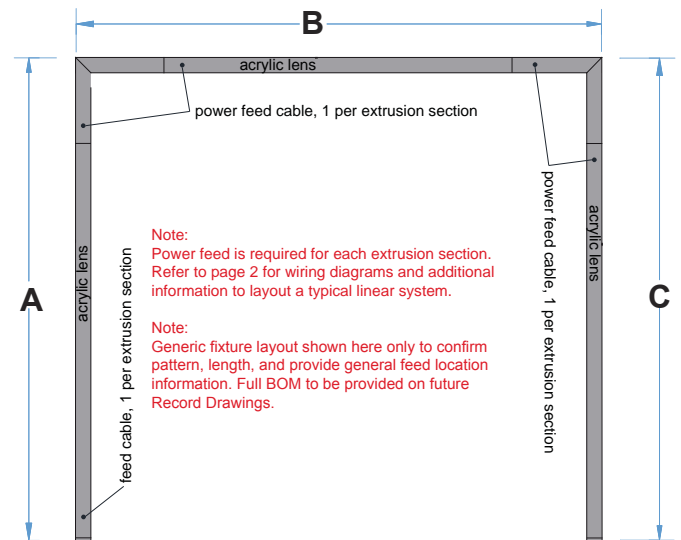 B
acrylic lens
power feed cable, 1 per extrusion section
A
acrylic lens
feed cable, 1 per extrusion section
Note:
Power feed is required for each extrusion section.
Refer to page 2 for wiring diagrams and additional
information to layout a typical linear system.
Note:
Generic fixture layout shown here only to confirm
pattern, length, and provide general feed location
information. Full BOM to be provided on future
Record Drawings.
power feed cable, 1 per extrusion section
acrylic lens
C